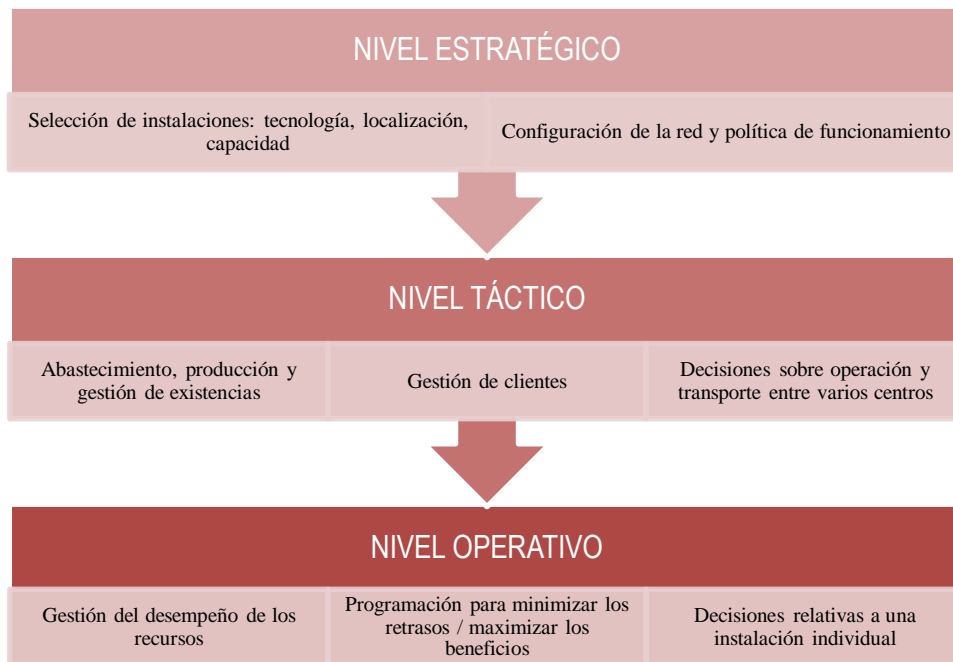 NIVEL ESTRATÉGICO
Selección de instalaciones: tecnología, localización,
capacidad
Configuración de la red y política de funcionamiento
NIVEL TÁCTICO
Abastecimiento, producción y
gestión de existencias
Gestión de clientes
Decisiones sobre operación y
transporte entre varios centros
NIVEL OPERATIVO
Gestión del desempeño de los
recursos
Programación para minimizar los
retrasos / maximizar los
beneficios
Decisiones relativas a una
instalación individual